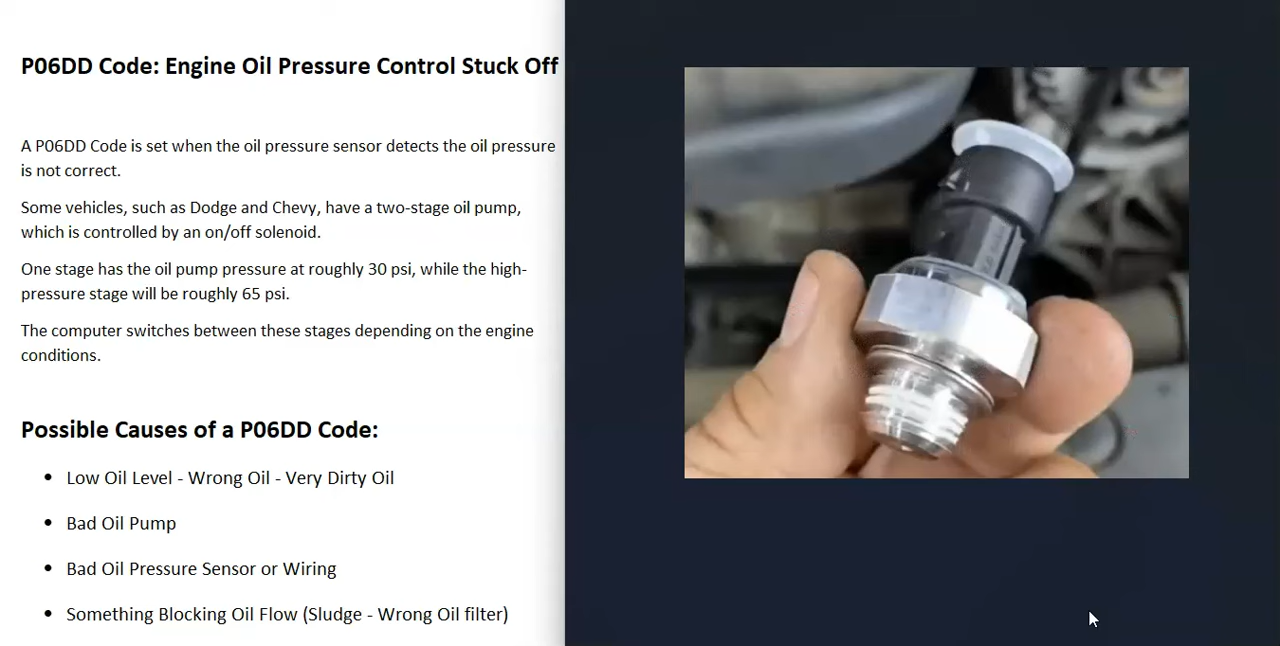 P06DD Code: Engine Oil Pressure Control Stuck Off
A P06DD Code is set when the oil pressure sensor detects the oil pressure
is not correct.
Some vehicles, such as Dodge and Chevy, have a two-stage oil pump,
which is controlled by an on/off solenoid.
One stage has the oil pump pressure at roughly 30 psi, while the high-
pressure stage will be roughly 65 psi.
The computer switches between these stages depending on the engine
conditions.
Possible Causes of a P06DD Code:
• Low Oil Level - Wrong Oil - Very Dirty Oil
• Bad Oil Pump
• Bad Oil Pressure Sensor or Wiring
• Something Blocking Oil Flow (Sludge - Wrong Oil filter)